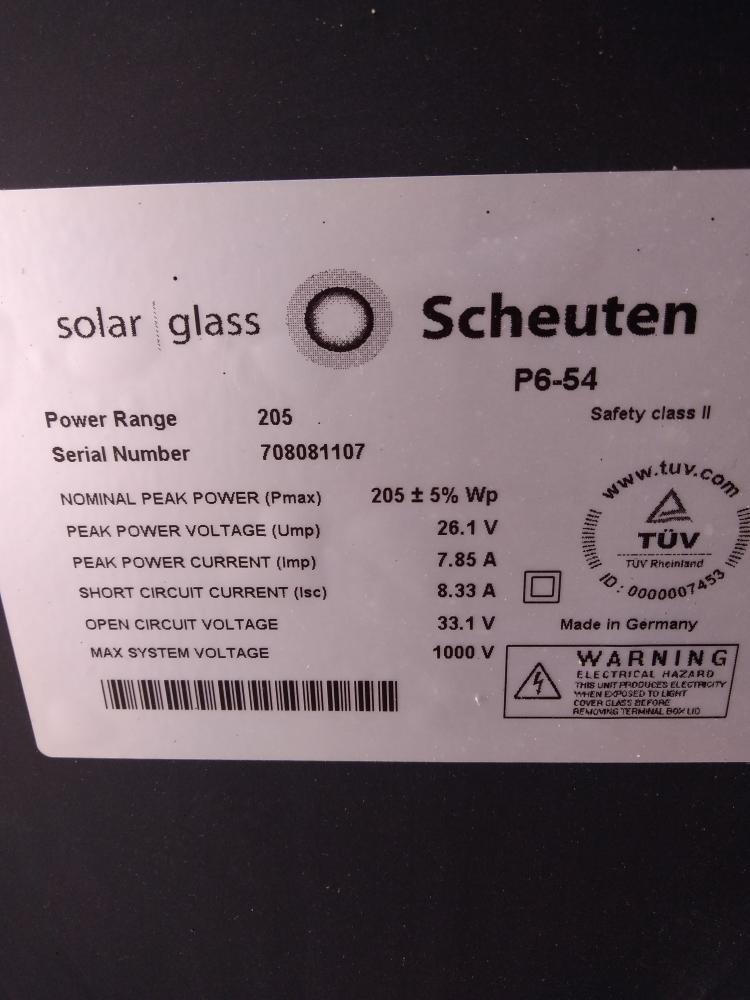 solar glass Scheuten
P6-54
Power Range 205
Safety class II
Serial Number 708081107
NOMINAL PEAK POWER (Pmax) 205 ± 5% Wp
PEAK POWER VOLTAGE (Ump) 26.1 V
PEAK POWER CURRENT (Imp) 7.85 A
SHORT CIRCUIT CURRENT (Isc) 8.33 A
OPEN CIRCUIT VOLTAGE 33.1 V
MAX SYSTEM VOLTAGE 1000 V
www.tuv.com
TÜV
TÜV Rheinland
ID: 0000007453
Made in Germany
WARNING
ELECTRICAL HAZARD
THIS UNIT PRODUCES ELECTRICITY
WHEN EXPOSED TO LIGHT
COVER GLASS BEFORE
REMOVING TERMINAL BOX LID